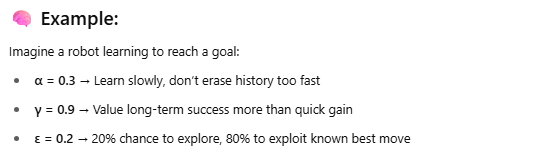 🧠 Example:
Imagine a robot learning to reach a goal:
• α = 0.3 → Learn slowly, don't erase history too fast
• γ = 0.9 → Value long-term success more than quick gain
• ε = 0.2 → 20% chance to explore, 80% to exploit known best move